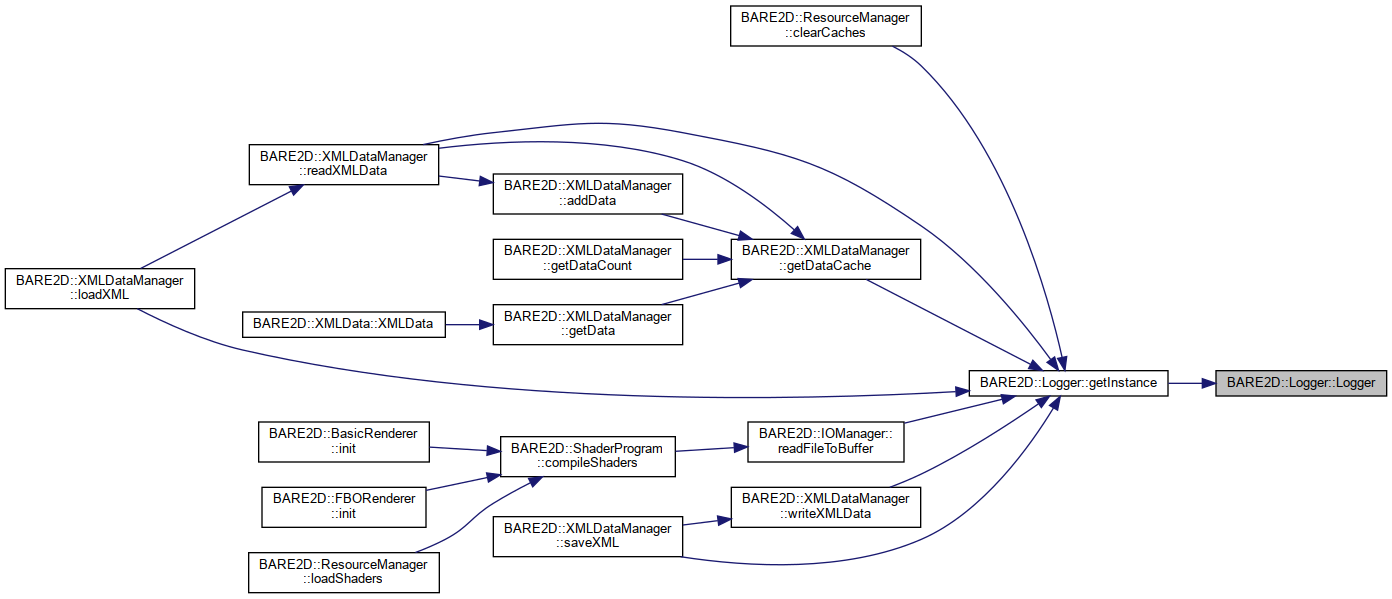 BARE2D::ResourceManager
::clearCaches
BARE2D::XMLDataManager
::readXMLData
BARE2D::XMLDataManager
::addData
BARE2D::XMLDataManager
::getDataCount
BARE2D::XMLDataManager
::getDataCache
BARE2D::XMLDataManager
::loadXML
BARE2D::XMLData::XMLData
BARE2D::XMLDataManager
::getData
BARE2D::Logger::getInstance
BARE2D::Logger::Logger
BARE2D::BasicRenderer
::init
BARE2D::ShaderProgram
::compileShaders
BARE2D::IOManager::
readFileToBuffer
BARE2D::FBORenderer
::init
BARE2D::XMLDataManager
::writeXMLData
BARE2D::XMLDataManager
::saveXML
BARE2D::ResourceManager
::loadShaders